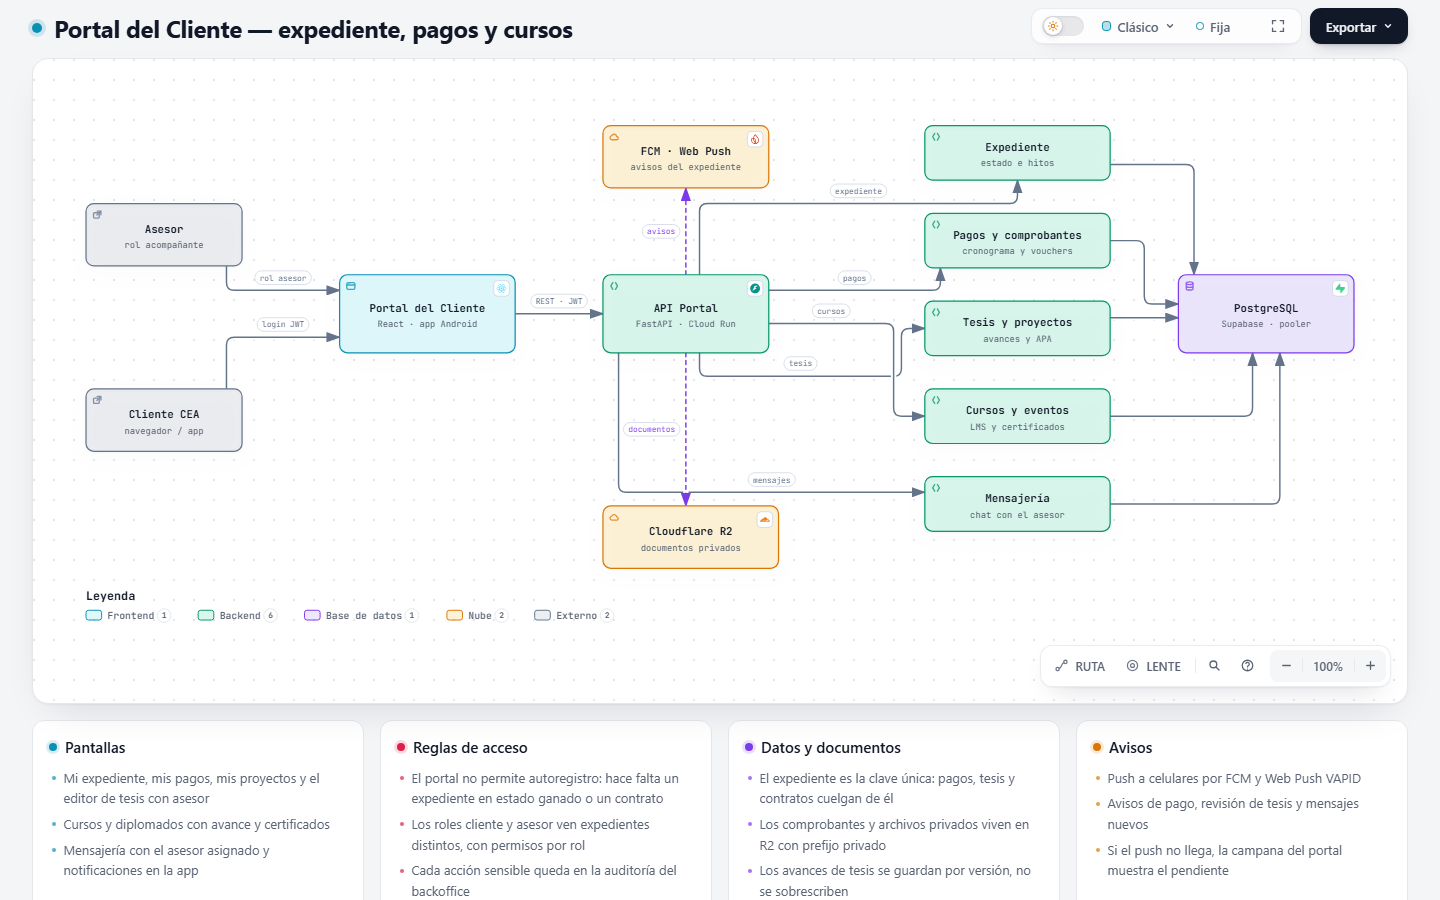 Portal del Cliente — expediente, pagos y cursos
Clásico
Fija
Exportar
FCM · Web Push
avisos del expediente
Expediente
estado e hitos
expediente
Asesor
rol acompañante
avisos
Pagos y comprobantes
cronograma y vouchers
rol asesor
pagos
Portal del Cliente
React · app Android
REST · JWT
API Portal
FastAPI · Cloud Run
cursos
Tesis y proyectos
avances y APA
PostgreSQL
Supabase · pooler
login JWT
tesis
Cliente CEA
navegador / app
documentos
Cursos y eventos
LMS y certificados
mensajes
Mensajería
chat con el asesor
Cloudflare R2
documentos privados
Leyenda
Frontend 1
Backend 6
Base de datos 1
Nube 2
Externo 2
RUTA
LENTE
100%
Pantallas
Mi expediente, mis pagos, mis proyectos y el
editor de tesis con asesor
Cursos y diplomados con avance y certificados
Mensajería con el asesor asignado y
notificaciones en la app
Reglas de acceso
El portal no permite autoregistro: hace falta un
expediente en estado ganado o un contrato
Los roles cliente y asesor ven expedientes
distintos, con permisos por rol
Cada acción sensible queda en la auditoría del
backoffice
Datos y documentos
El expediente es la clave única: pagos, tesis y
contratos cuelgan de él
Los comprobantes y archivos privados viven en
R2 con prefijo privado
Los avances de tesis se guardan por versión, no
se sobrescriben
Avisos
Push a celulares por FCM y Web Push VAPID
Avisos de pago, revisión de tesis y mensajes
nuevos
Si el push no llega, la campana del portal
muestra el pendiente